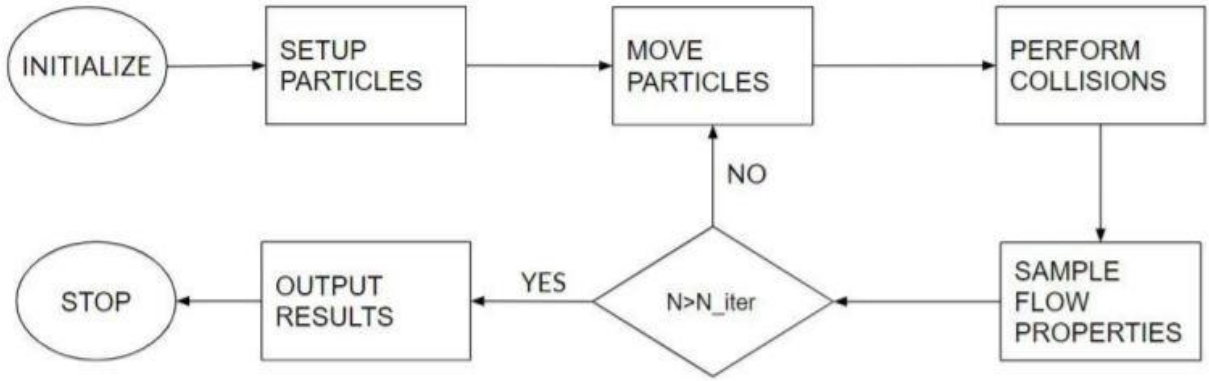 INITIALIZE
SETUP
PARTICLES
MOVE
PARTICLES
PERFORM
COLLISIONS
NO
SAMPLE
FLOW
PROPERTIES
N>N_iter
YES
OUTPUT
RESULTS
STOP